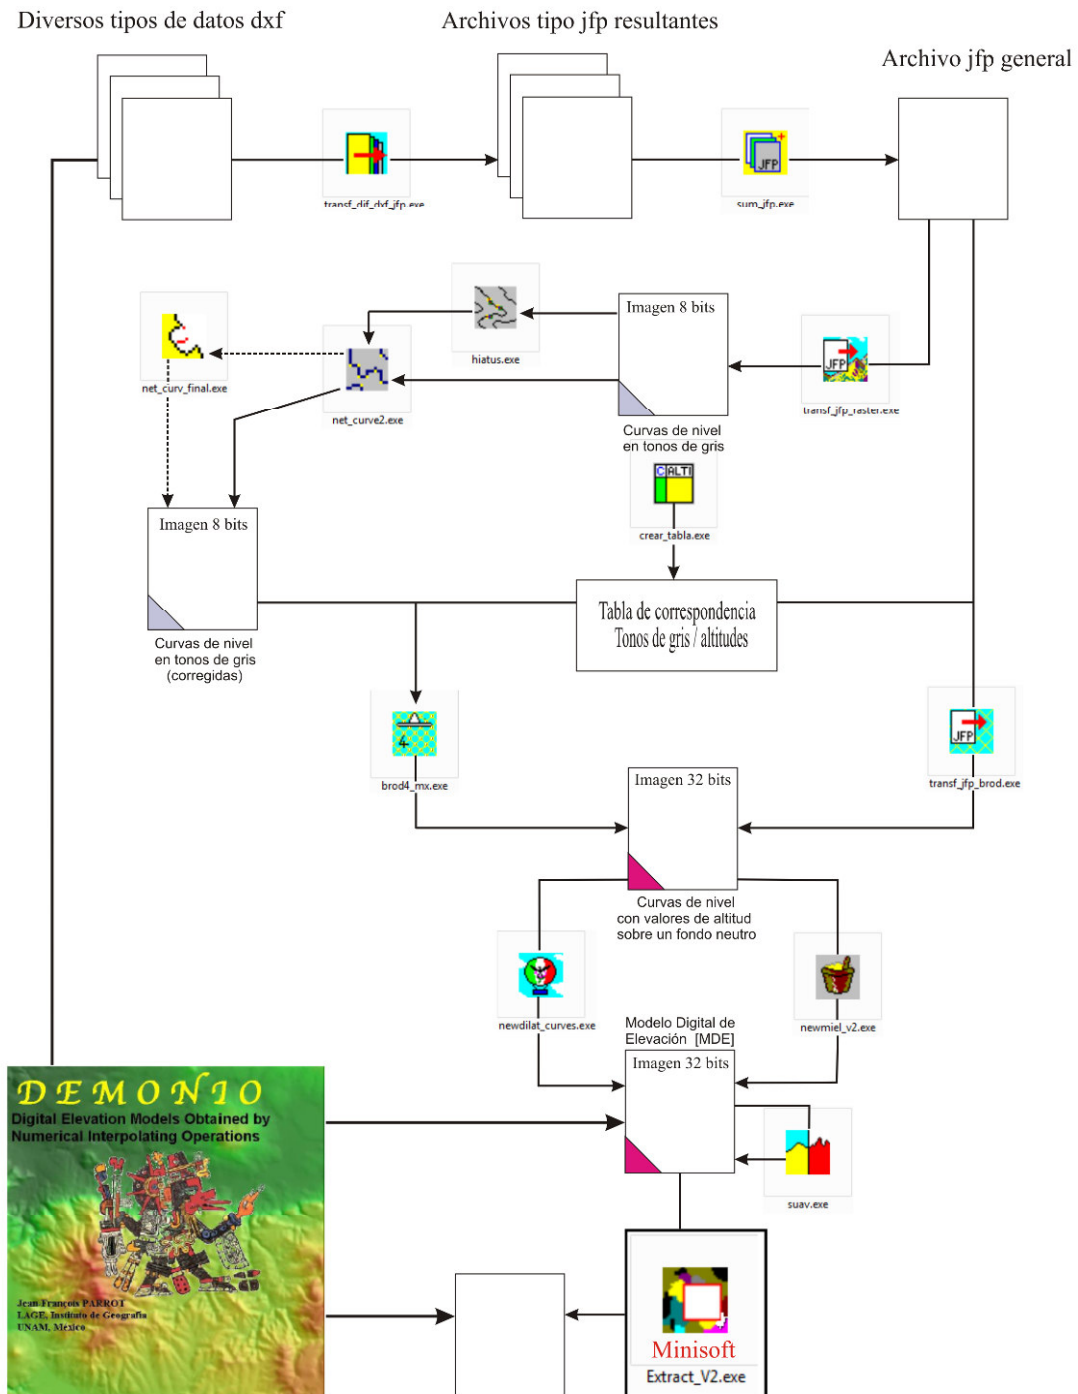 Diversos tipos de datos dxf
Archivos tipo jfp resultantes
Archivo jfp general
transf_dif_dxf_jfp.exe
JFP
sum_jfp.exe
hiatus.exe
Imagen 8 bits
JFP
transf_jfp_raster.exe
net_curv_final.exe
net_curve2.exe
Curvas de nivel
en tonos de gris
C ALTI
crear_tabla.exe
Imagen 8 bits
Curvas de nivel
en tonos de gris
(corregidas)
Tabla de correspondencia
Tonos de gris / altitudes
4
brod4_mx.exe
JFP
transf_jfp_brod.exe
Imagen 32 bits
Curvas de nivel
con valores de altitud
sobre un fondo neutro
newdilat_curves.exe
newmiel_v2.exe
Modelo Digital de
Elevación [MDE]
Imagen 32 bits
suav.exe
DEMONIO
Digital Elevation Models Obtained by
Numerical Interpolating Operations
Jean-François PARROT
LAGE, Instituto de Geografía
UNAM, Mexico
Minisoft
Extract_V2.exe